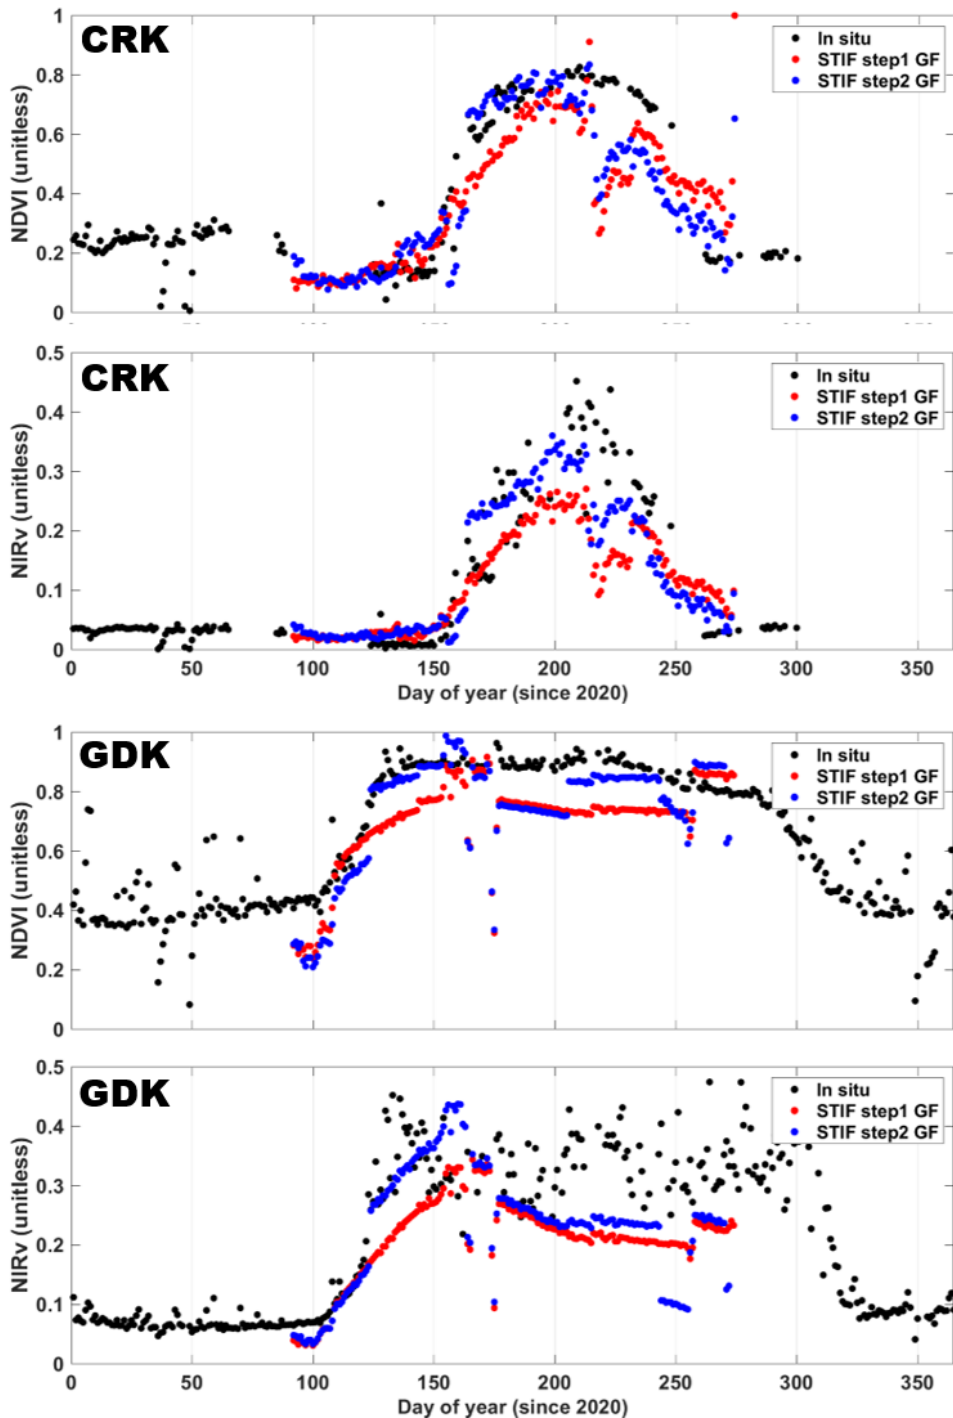 CRK
In situ
STIF step1 GF
STIF step2 GF
NDVI (unitless)
1
0.8
0.6
0.4
0.2
0
CRK
In situ
STIF step1 GF
STIF step2 GF
NIRv (unitless)
0.5
0.4
0.3
0.2
0.1
0
0 50 100 150 200 250 300 350
Day of year (since 2020)
GDK
In situ
STIF step1 GF
STIF step2 GF
NDVI (unitless)
1
0.8
0.6
0.4
0.2
0
GDK
In situ
STIF step1 GF
STIF step2 GF
NIRv (unitless)
0.5
0.4
0.3
0.2
0.1
0
0 50 100 150 200 250 300 350
Day of year (since 2020)